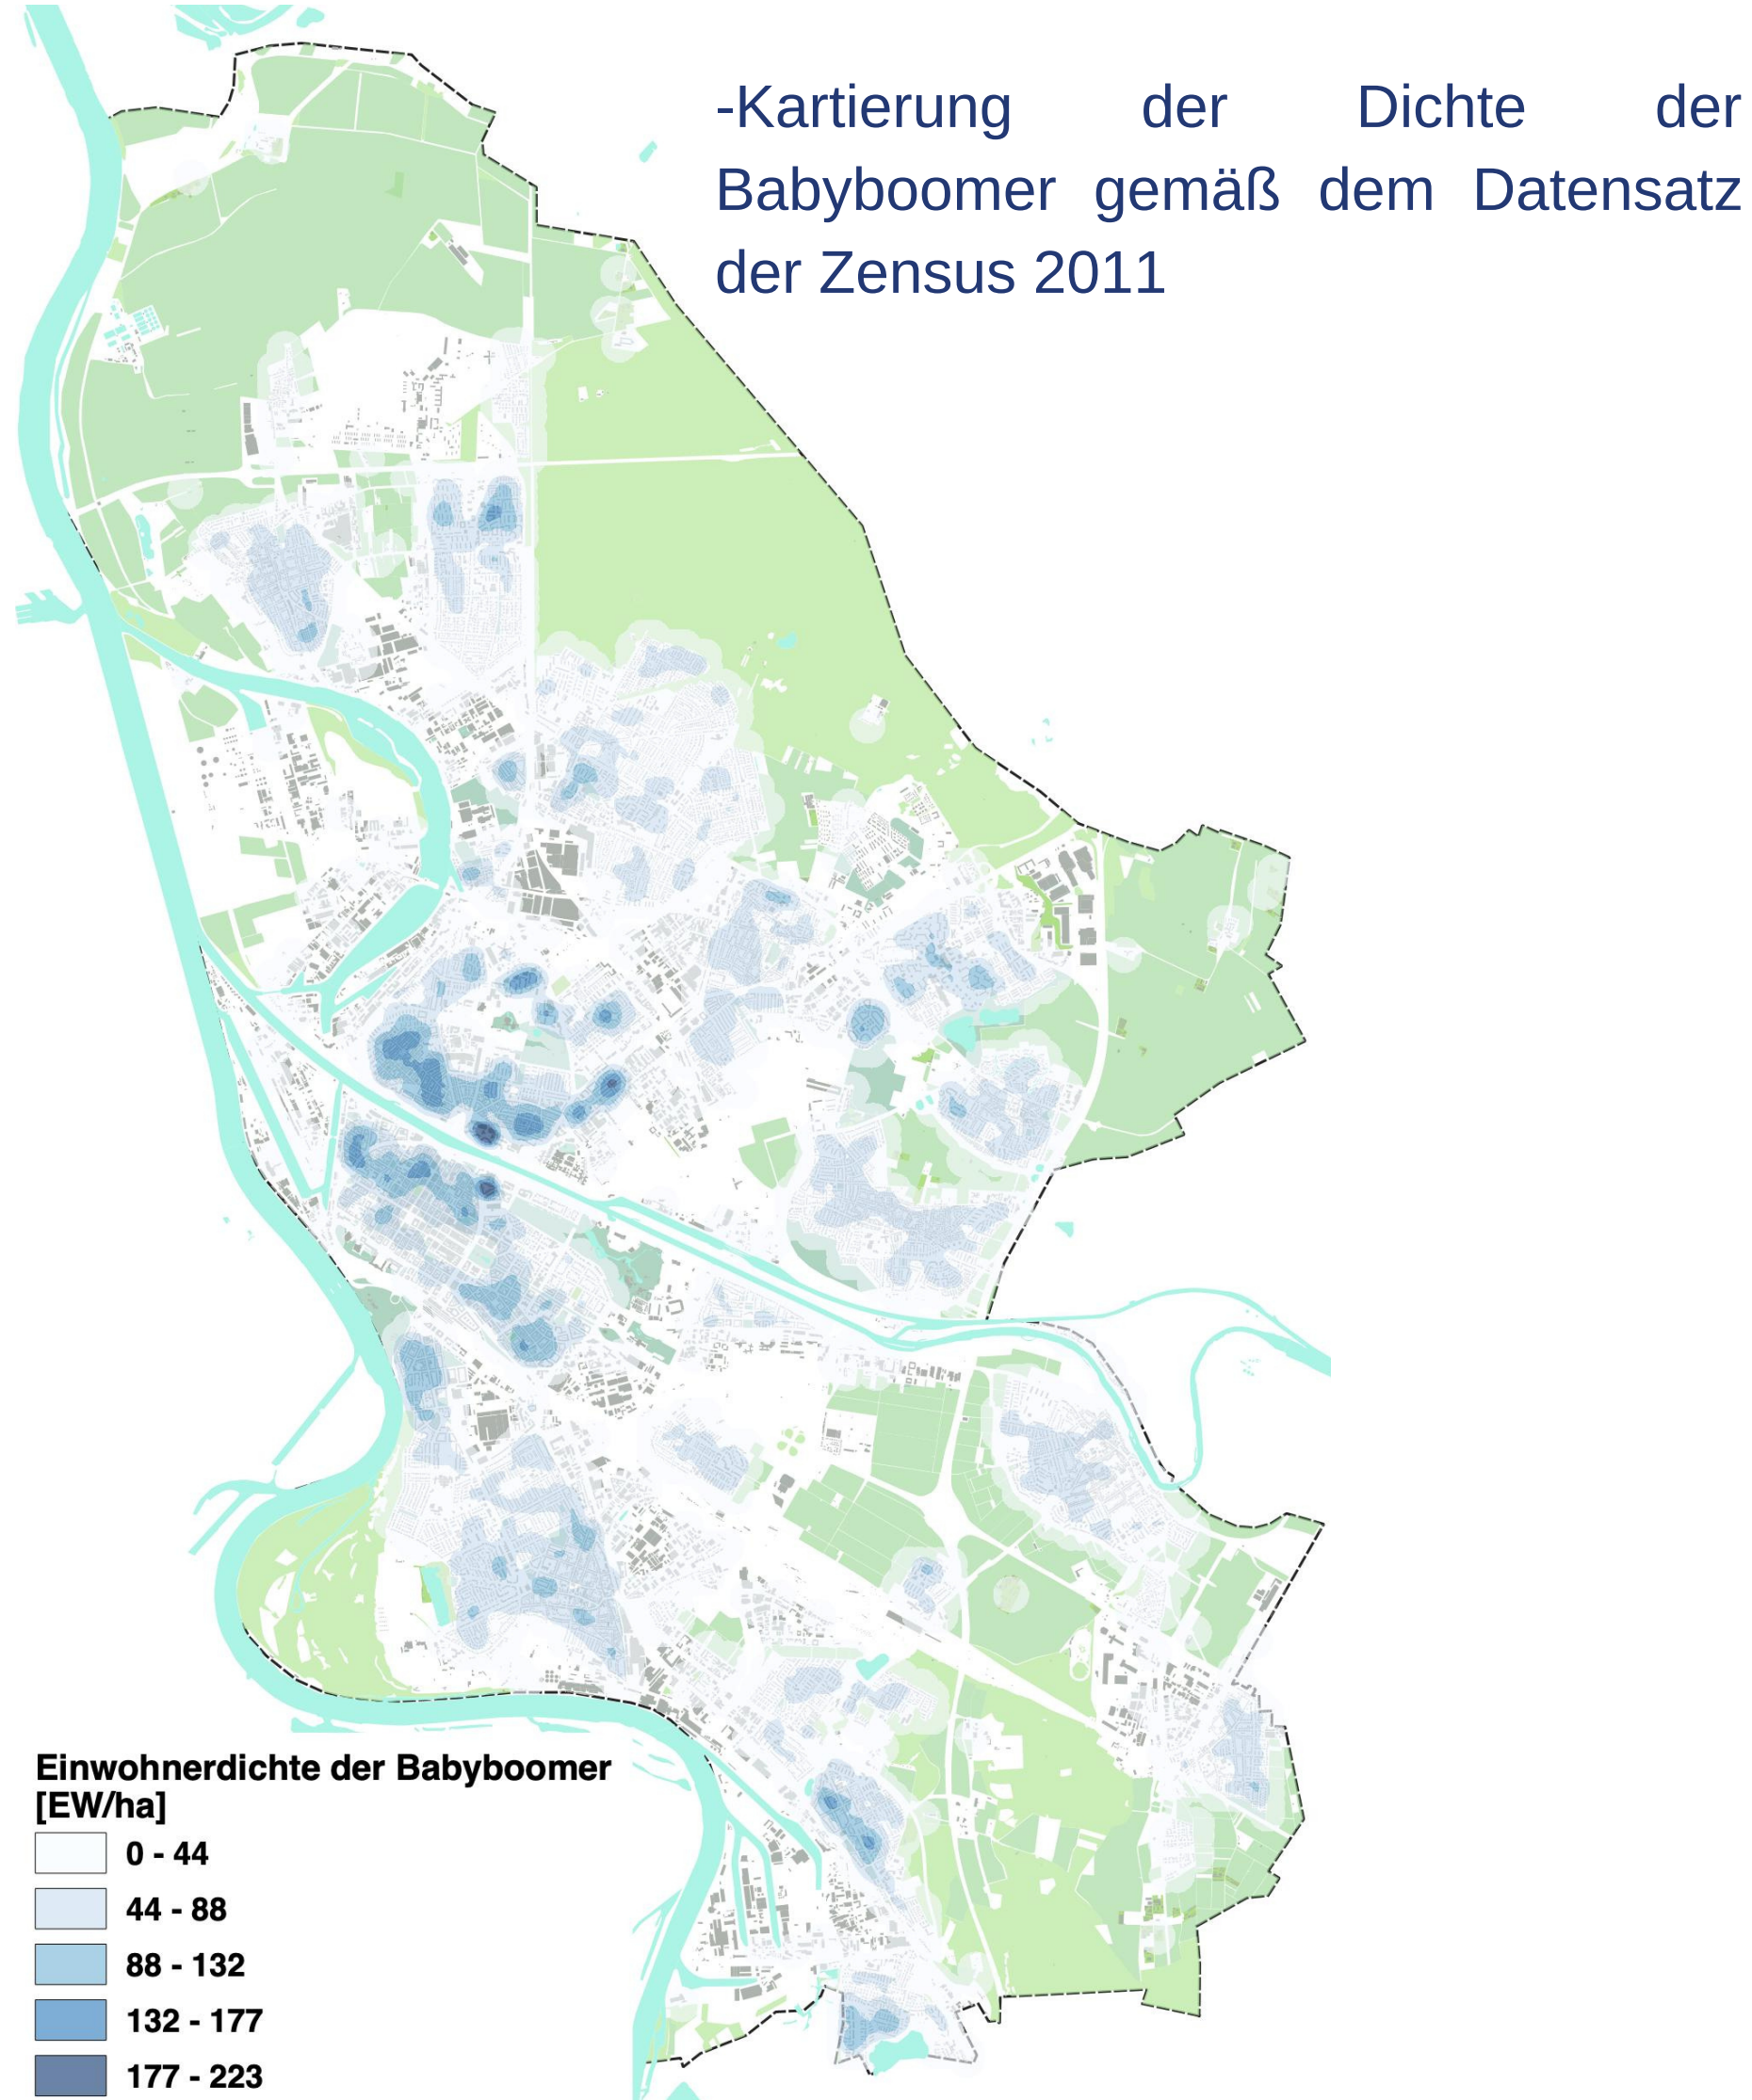 -Kartierung der Dichte der
Babyboomer gemäß dem Datensatz
der Zensus 2011
Einwohnerdichte der Babyboomer
[EW/ha]
0 - 44
44 - 88
88 - 132
132 - 177
177 - 223